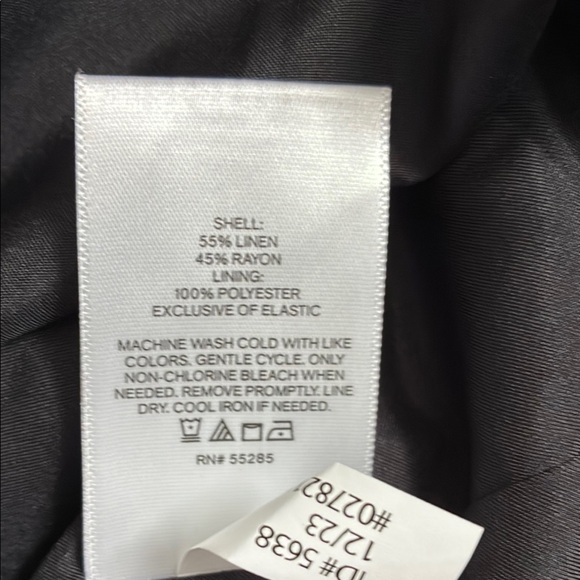 SHELL:
55% LINEN
45% RAYON
LINING:
100% POLYESTER
EXCLUSIVE OF ELASTIC
MACHINE WASH COLD WITH LIKE
COLORS. GENTLE CYCLE. ONLY
NON-CHLORINE BLEACH WHEN
NEEDED. REMOVE PROMPTLY. LINE
DRY. COOL IRON IF NEEDED.
RN# 55285
ID# 5638
12/23
#02782